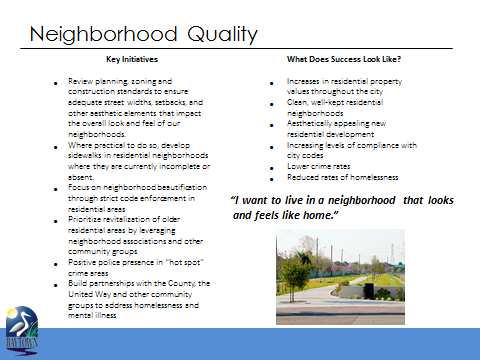 Neighborhood Quality
Key Initiatives
• Review planning, zoning and
construction standards to ensure
adequate street widths, setbacks, and
other aesthetic elements that impact
the overall look and feel of our
neighborhoods.
• Where practical to do so, develop
sidewalks in residential neighborhoods
where they are currently incomplete or
absent.
• Focus on neighborhood beautification
through strict code enforcement in
residential areas
• Prioritize revitalization of older
residential areas by leveraging
neighborhood associations and other
community groups
• Positive police presence in "hot spot"
crime areas
• Build partnerships with the County, the
United Way and other community
groups to address homelessness and
mental illness
What Does Success Look Like?
• Increases in residential property
values throughout the city
• Clean, well-kept residential
neighborhoods
• Aesthetically appealing new
residential development
• Increasing levels of compliance with
city codes
• Lower crime rates
• Reduced rates of homelessness
“I want to live in a neighborhood that looks
and feels like home.”
BAYTOWN